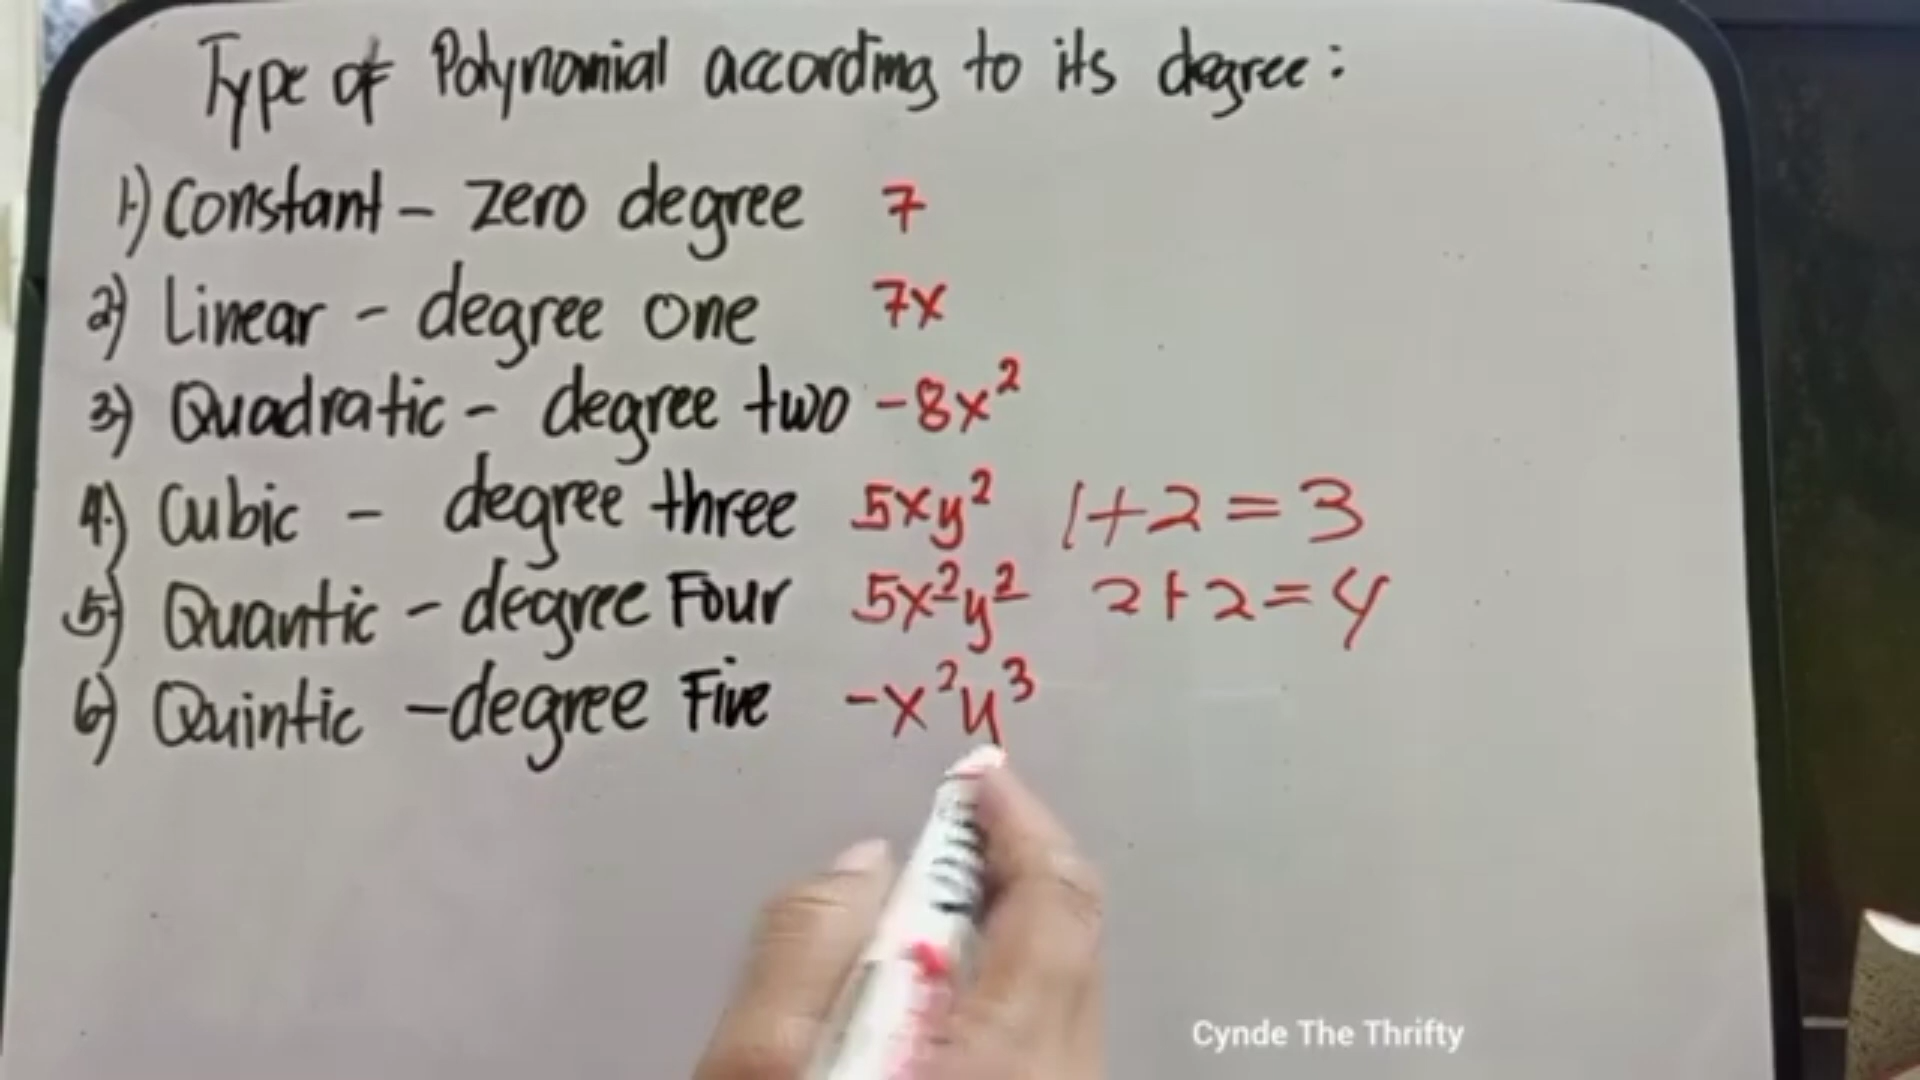 Type of Polynomial according to its degree:
1.) Constant - zero degree 7
2.) Linear - degree one 7x
3.) Quadratic - degree two -8x²
4.) Cubic - degree three 5xy² 1+2=3
5.) Quantic - degree Four 5x²y² 2+2=4
6.) Quintic - degree Five -x²y³
Cynde The Thrifty